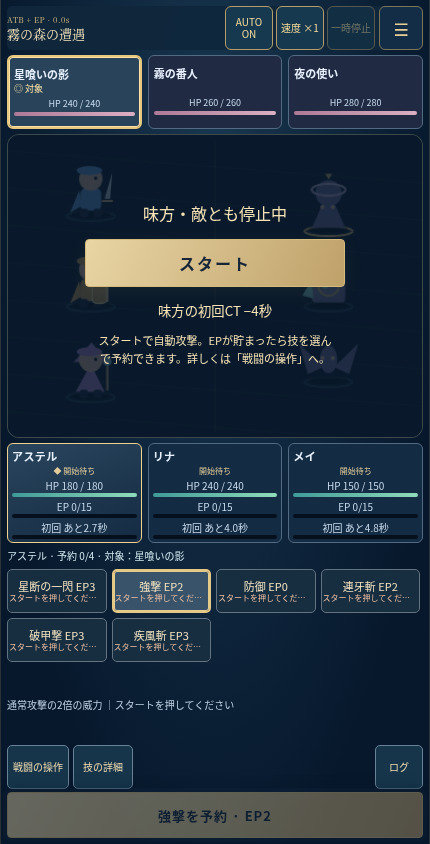 ATB + EP · 0.0s
霧の森の遭遇
AUTO
ON
速度 ×1
一時停止
☰
星喰いの影
◎ 対象
HP 240 / 240
霧の番人
HP 260 / 260
夜の使い
HP 280 / 280
味方・敵とも停止中
スタート
味方の初回CT −4秒
スタートで自動攻撃。EPが貯まったら技を選ん
で予約できます。詳しくは「戦闘の操作」へ。
アステル
◆ 開始待ち
HP 180 / 180
EP 0/15
初回 あと2.7秒
リナ
開始待ち
HP 240 / 240
EP 0/15
初回 あと4.0秒
メイ
開始待ち
HP 150 / 150
EP 0/15
初回 あと4.8秒
アステル・予約 0/4・対象：星喰いの影
星断の一閃 EP3
スタートを押してくだ…
強撃 EP2
スタートを押してくだ…
防御 EP0
スタートを押してくだ…
連牙斬 EP2
スタートを押してくだ…
破甲撃 EP3
スタートを押してくだ…
疾風斬 EP3
スタートを押してくだ…
通常攻撃の2倍の威力｜スタートを押してください
戦闘の操作
技の詳細
ログ
強撃を予約 · EP2